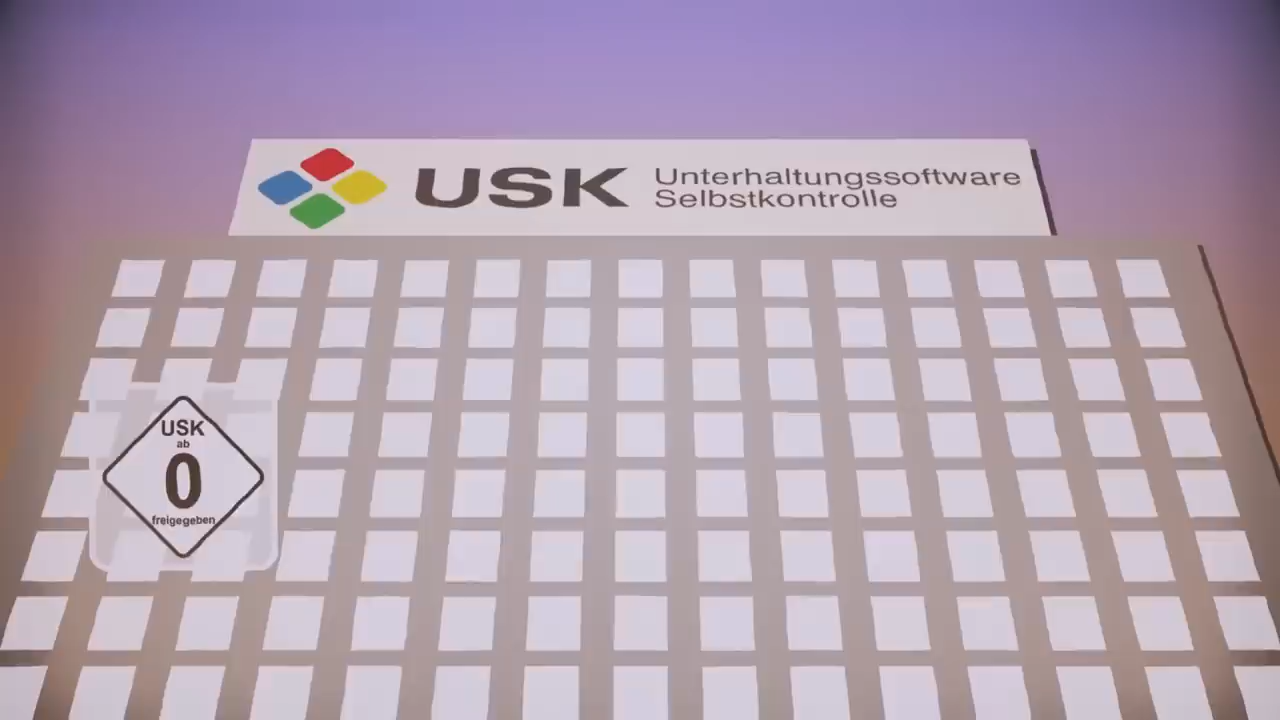 USK
Unterhaltungssoftware
Selbstkontrolle
USK
ab
0
freigegeben